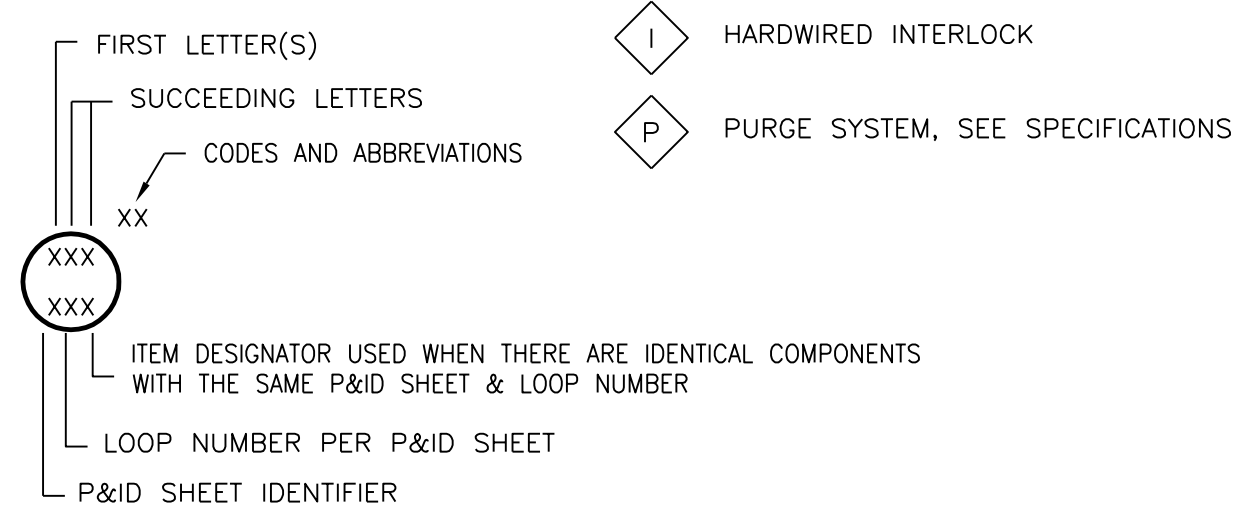 FIRST LETTER(S)
SUCCEEDING LETTERS
CODES AND ABBREVIATIONS
XX
XXX
XXX
ITEM DESIGNATOR USED WHEN THERE ARE IDENTICAL COMPONENTS
WITH THE SAME P&ID SHEET & LOOP NUMBER
LOOP NUMBER PER P&ID SHEET
P&ID SHEET IDENTIFIER
I HARDWIRED INTERLOCK
P PURGE SYSTEM, SEE SPECIFICATIONS